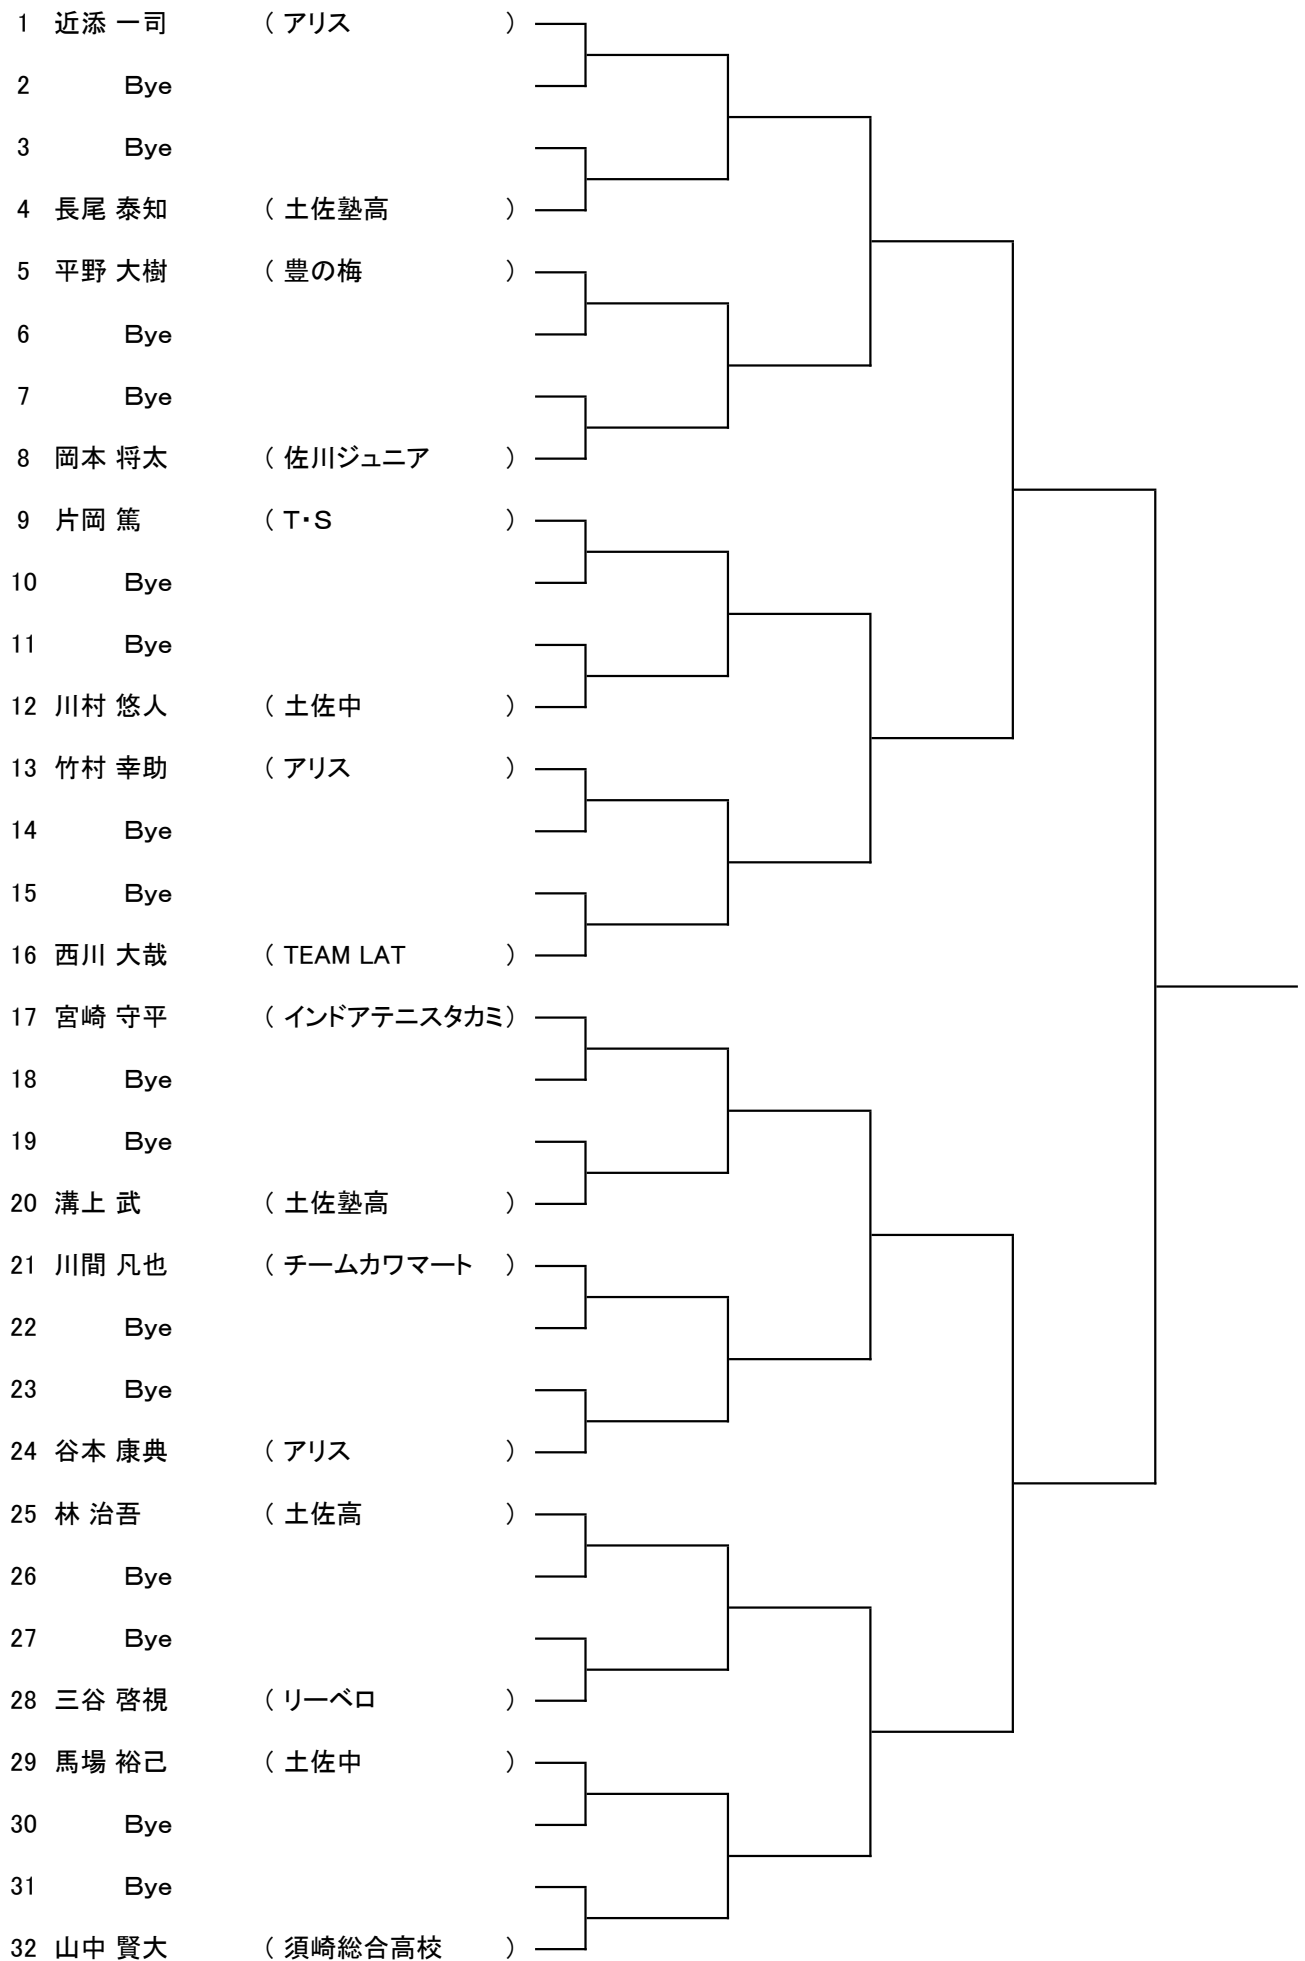 1 近添 一司 ( アリス )
2 Bye
3 Bye
4 長尾 泰知 ( 土佐塾高 )
5 平野 大樹 ( 豊の梅 )
6 Bye
7 Bye
8 岡本 将太 ( 佐川ジュニア )
9 片岡 篤 ( T・S )
10 Bye
11 Bye
12 川村 悠人 ( 土佐中 )
13 竹村 幸助 ( アリス )
14 Bye
15 Bye
16 西川 大哉 ( TEAM LAT )
17 宮崎 守平 ( インドアテニスタカミ )
18 Bye
19 Bye
20 溝上 武 ( 土佐塾高 )
21 川間 凡也 ( チームカワマート )
22 Bye
23 Bye
24 谷本 康典 ( アリス )
25 林 治吾 ( 土佐高 )
26 Bye
27 Bye
28 三谷 啓視 ( リーベロ )
29 馬場 裕己 ( 土佐中 )
30 Bye
31 Bye
32 山中 賢大 ( 須崎総合高校 )